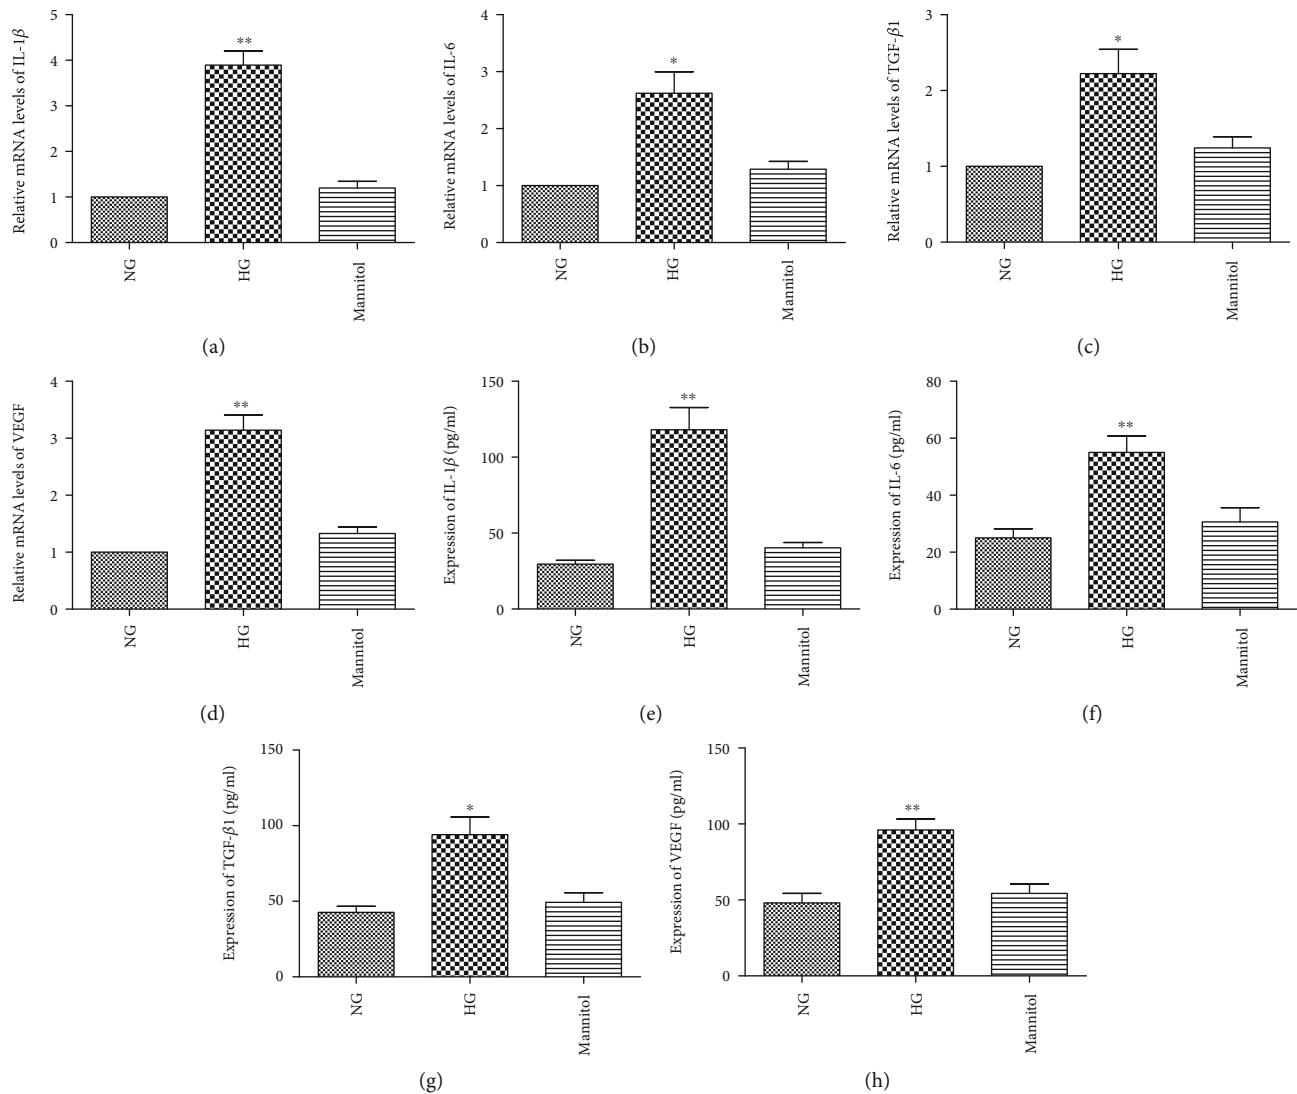 Relative mRNA levels of IL-1β
5
4
3
2
1
0
**
NG
HG
Mannitol
(a)
Relative mRNA levels of IL-6
4
3
2
1
0
*
NG
HG
Mannitol
(b)
Relative mRNA levels of TGF-β1
3
2
1
0
*
NG
HG
Mannitol
(c)
Relative mRNA levels of VEGF
4
3
2
1
0
**
NG
HG
Mannitol
(d)
Expression of IL-1β (pg/ml)
150
100
50
0
**
NG
HG
Mannitol
(e)
Expression of IL-6 (pg/ml)
80
60
40
20
0
**
NG
HG
Mannitol
(f)
Expression of TGF-β1 (pg/ml)
150
100
50
0
*
NG
HG
Mannitol
(g)
Expression of VEGF (pg/ml)
150
100
50
0
**
NG
HG
Mannitol
(h)